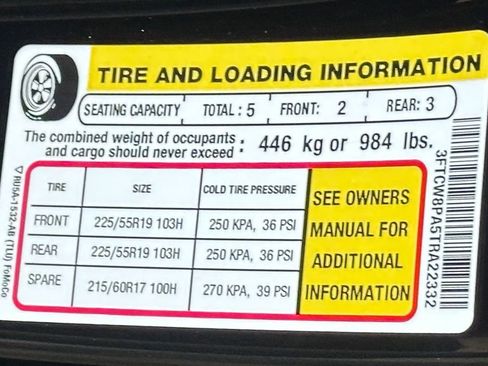 TIRE AND LOADING INFORMATION
SEATING CAPACITY TOTAL: 5 FRONT: 2 REAR: 3
The combined weight of occupants
and cargo should never exceed : 446 kg or 984 lbs.
TIRE SIZE COLD TIRE PRESSURE
FRONT 225/55R19 103H 250 KPA, 36 PSI
REAR 225/55R19 103H 250 KPA, 36 PSI
SPARE 215/60R17 100H 270 KPA, 39 PSI
SEE OWNERS
MANUAL FOR
ADDITIONAL
INFORMATION
3FTCW8PA5TRA22332
RU5A-1532-AB (TLU) FoMoCo